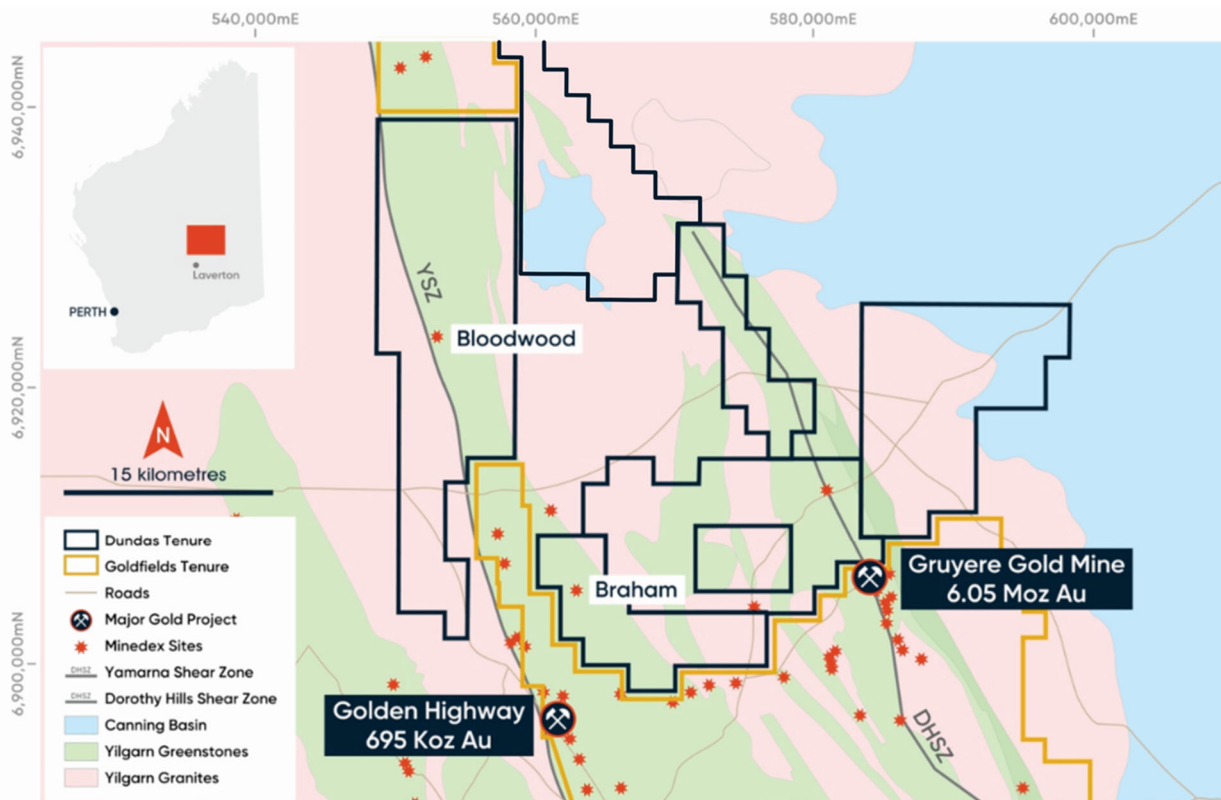 540,000mE
560,000mE
580,000mE
600,000mE
6,940,000mN
6,920,000mN
6,900,000mN
Laverton
PERTH
YSZ
Bloodwood
N
15 kilometres
Dundas Tenure
Goldfields Tenure
Roads
Major Gold Project
Minedex Sites
DHSZ
Yamarna Shear Zone
DHSZ
Dorothy Hills Shear Zone
Canning Basin
Yilgarn Greenstones
Yilgarn Granites
Braham
Gruyere Gold Mine
6.05 Moz Au
Golden Highway
695 Koz Au
DHSZ